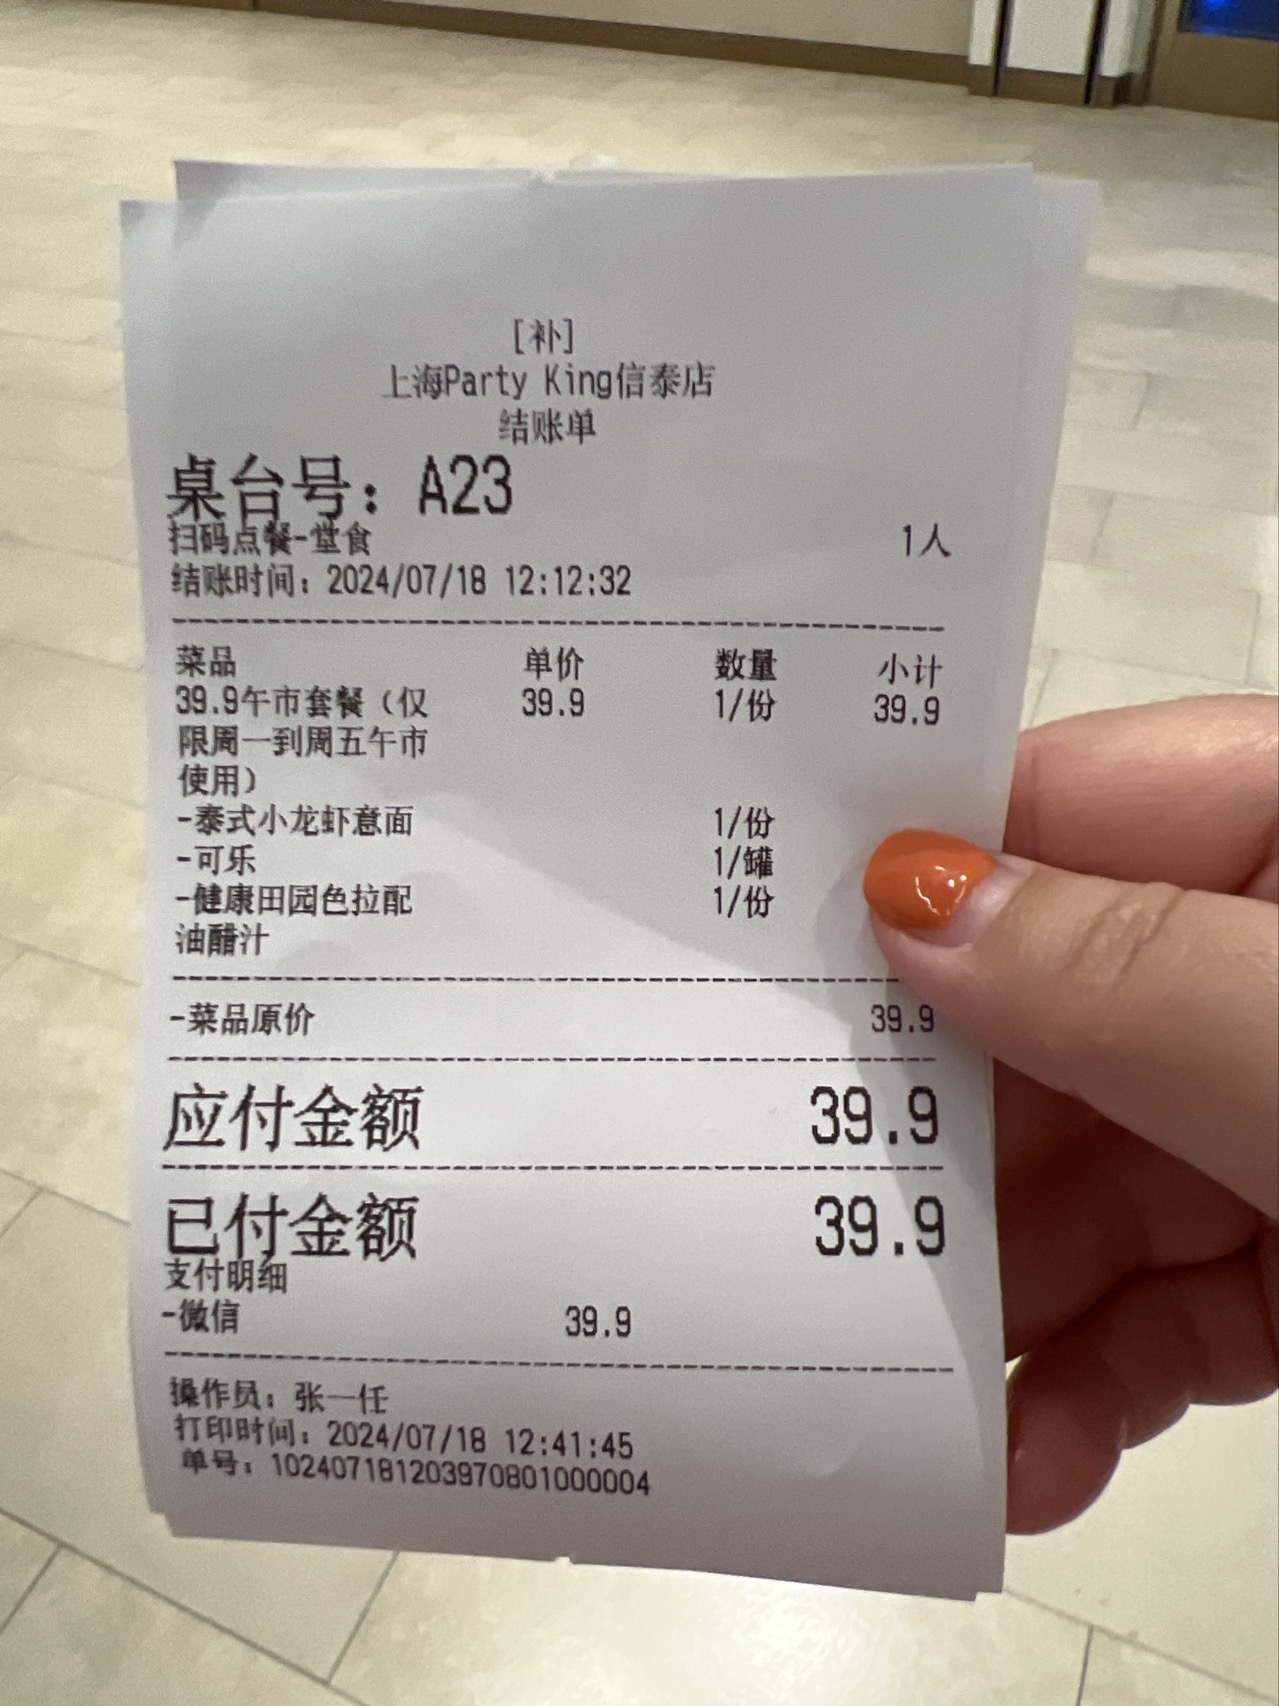 [补]
上海Party King信泰店
结账单
桌台号：A23
扫码点餐-堂食 1人
结账时间：2024/07/18 12:12:32
菜品 单价 数量 小计
39.9午市套餐（仅 39.9 1/份 39.9
限周一到周五午市
使用）
-泰式小龙虾意面 1/份
-可乐 1/罐
-健康田园色拉配 1/份
油醋汁
-菜品原价 39.9
应付金额 39.9
已付金额 39.9
支付明细
-微信 39.9
操作员：张一任
打印时间：2024/07/18 12:41:45
单号：102407181203970801000004